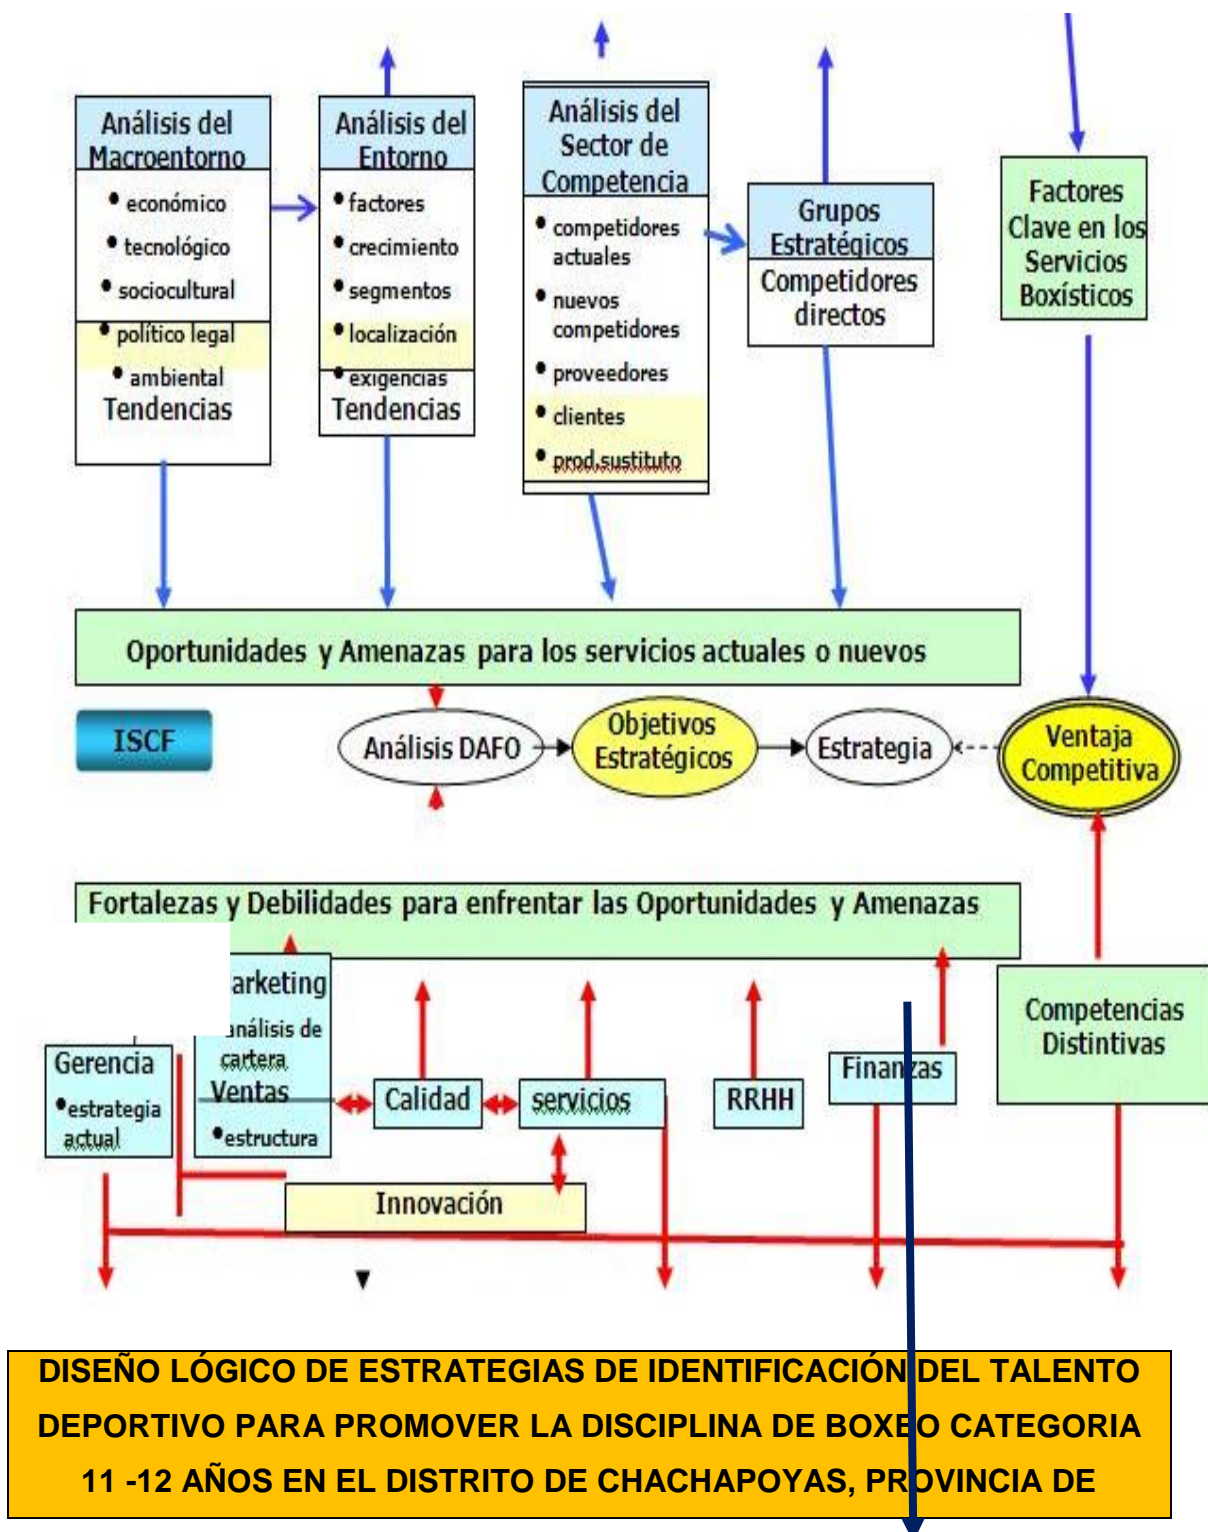 Análisis del
Macroentorno
• económico
• tecnológico
• sociocultural
• político legal
• ambiental
Tendencias
Análisis del
Entorno
• factores
• crecimiento
• segmentos
• localización
• exigencias
Tendencias
Análisis del
Sector de
Competencia
• competidores
actuales
• nuevos
competidores
• proveedores
• clientes
• prod.sustituto
Grupos
Estratégicos
Competidores
directos
Factores
Clave en los
Servicios
Boxísticos
Oportunidades y Amenazas para los servicios actuales o nuevos
ISCF
Análisis DAFO
Objetivos
Estratégicos
Estrategia
Ventaja
Competitiva
Fortalezas y Debilidades para enfrentar las Oportunidades y Amenazas
Gerencia
• estrategia
actual
arketing
análisis de
cartera
Ventas
• estructura
Calidad
servicios
RRHH
Finanzas
Competencias
Distintivas
Innovación
DISEÑO LÓGICO DE ESTRATEGIAS DE IDENTIFICACIÓN DEL TALENTO
DEPORTIVO PARA PROMOVER LA DISCIPLINA DE BOXEO CATEGORIA
11 -12 AÑOS EN EL DISTRITO DE CHACHAPOYAS, PROVINCIA DE